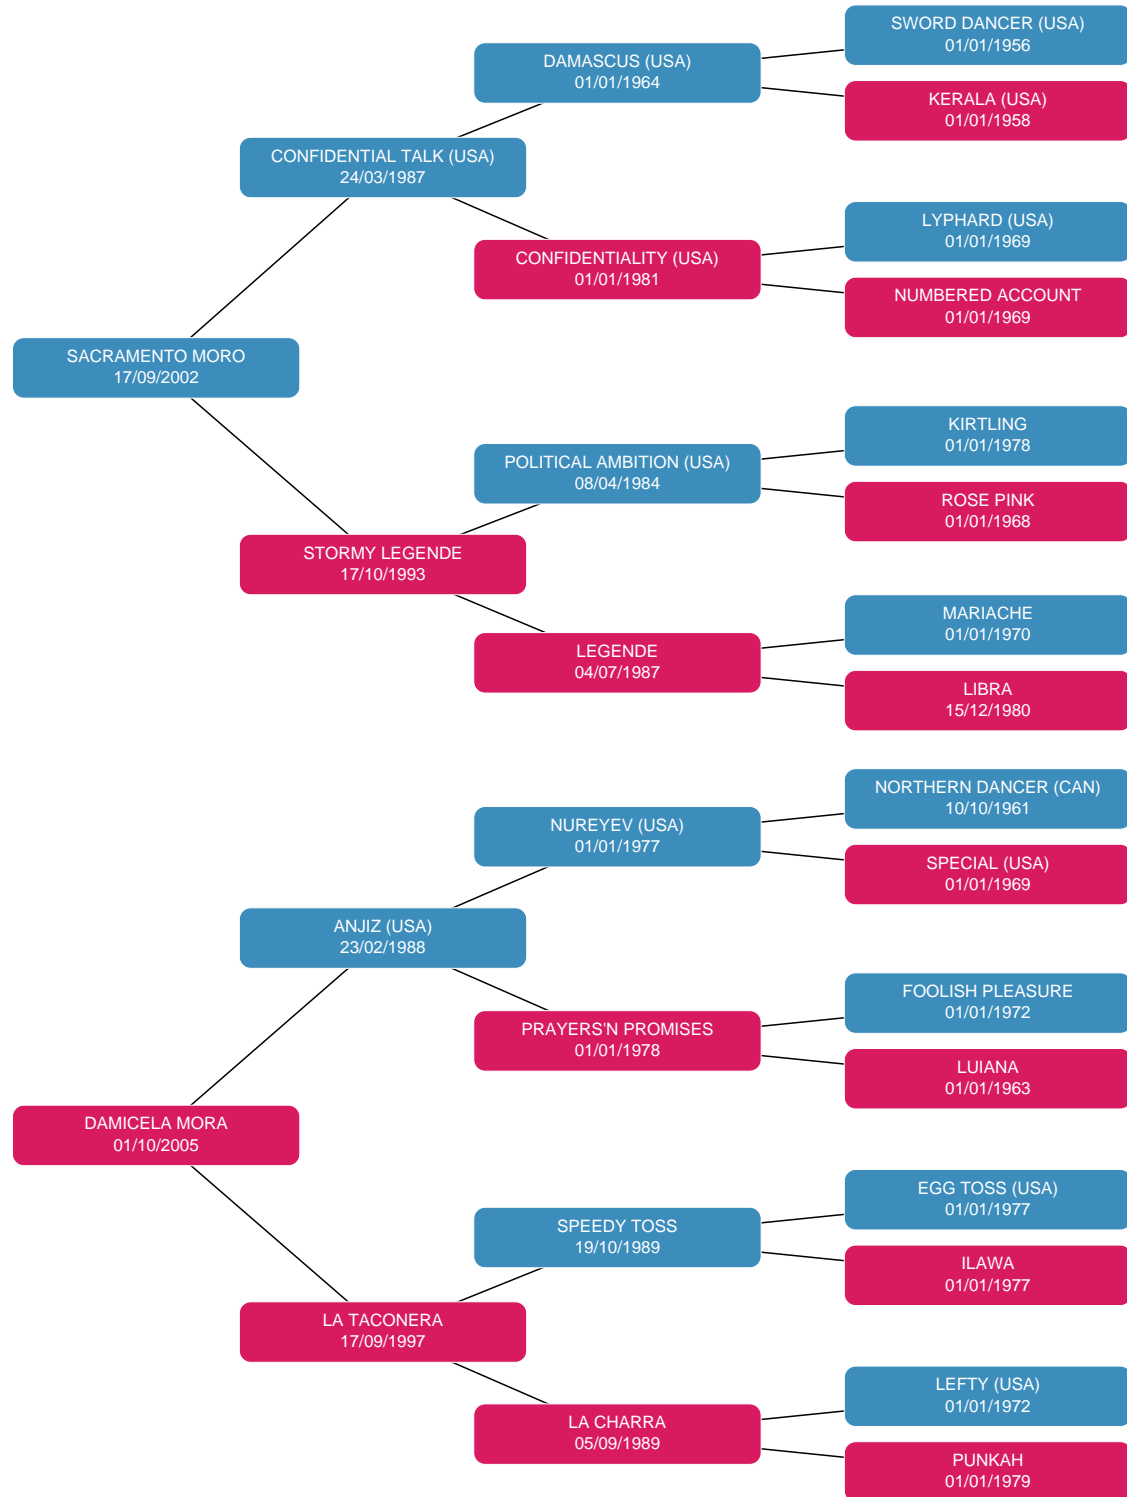 SWORD DANCER (USA)
01/01/1956
DAMASCUS (USA)
01/01/1964
KERALA (USA)
01/01/1958
CONFIDENTIAL TALK (USA)
24/03/1987
LYPHARD (USA)
01/01/1969
CONFIDENTIALITY (USA)
01/01/1981
NUMBERED ACCOUNT
01/01/1969
SACRAMENTO MORO
17/09/2002
KIRTLING
01/01/1978
POLITICAL AMBITION (USA)
08/04/1984
ROSE PINK
01/01/1968
STORMY LEGENDE
17/10/1993
MARIACHE
01/01/1970
LEGENDE
04/07/1987
LIBRA
15/12/1980
NORTHERN DANCER (CAN)
10/10/1961
NUREYEV (USA)
01/01/1977
SPECIAL (USA)
01/01/1969
ANJIZ (USA)
23/02/1988
FOOLISH PLEASURE
01/01/1972
PRAYERS'N PROMISES
01/01/1978
LUIANA
01/01/1963
DAMICELA MORA
01/10/2005
EGG TOSS (USA)
01/01/1977
SPEEDY TOSS
19/10/1989
ILAWA
01/01/1977
LA TACONERA
17/09/1997
LEFTY (USA)
01/01/1972
LA CHARRA
05/09/1989
PUNKAH
01/01/1979